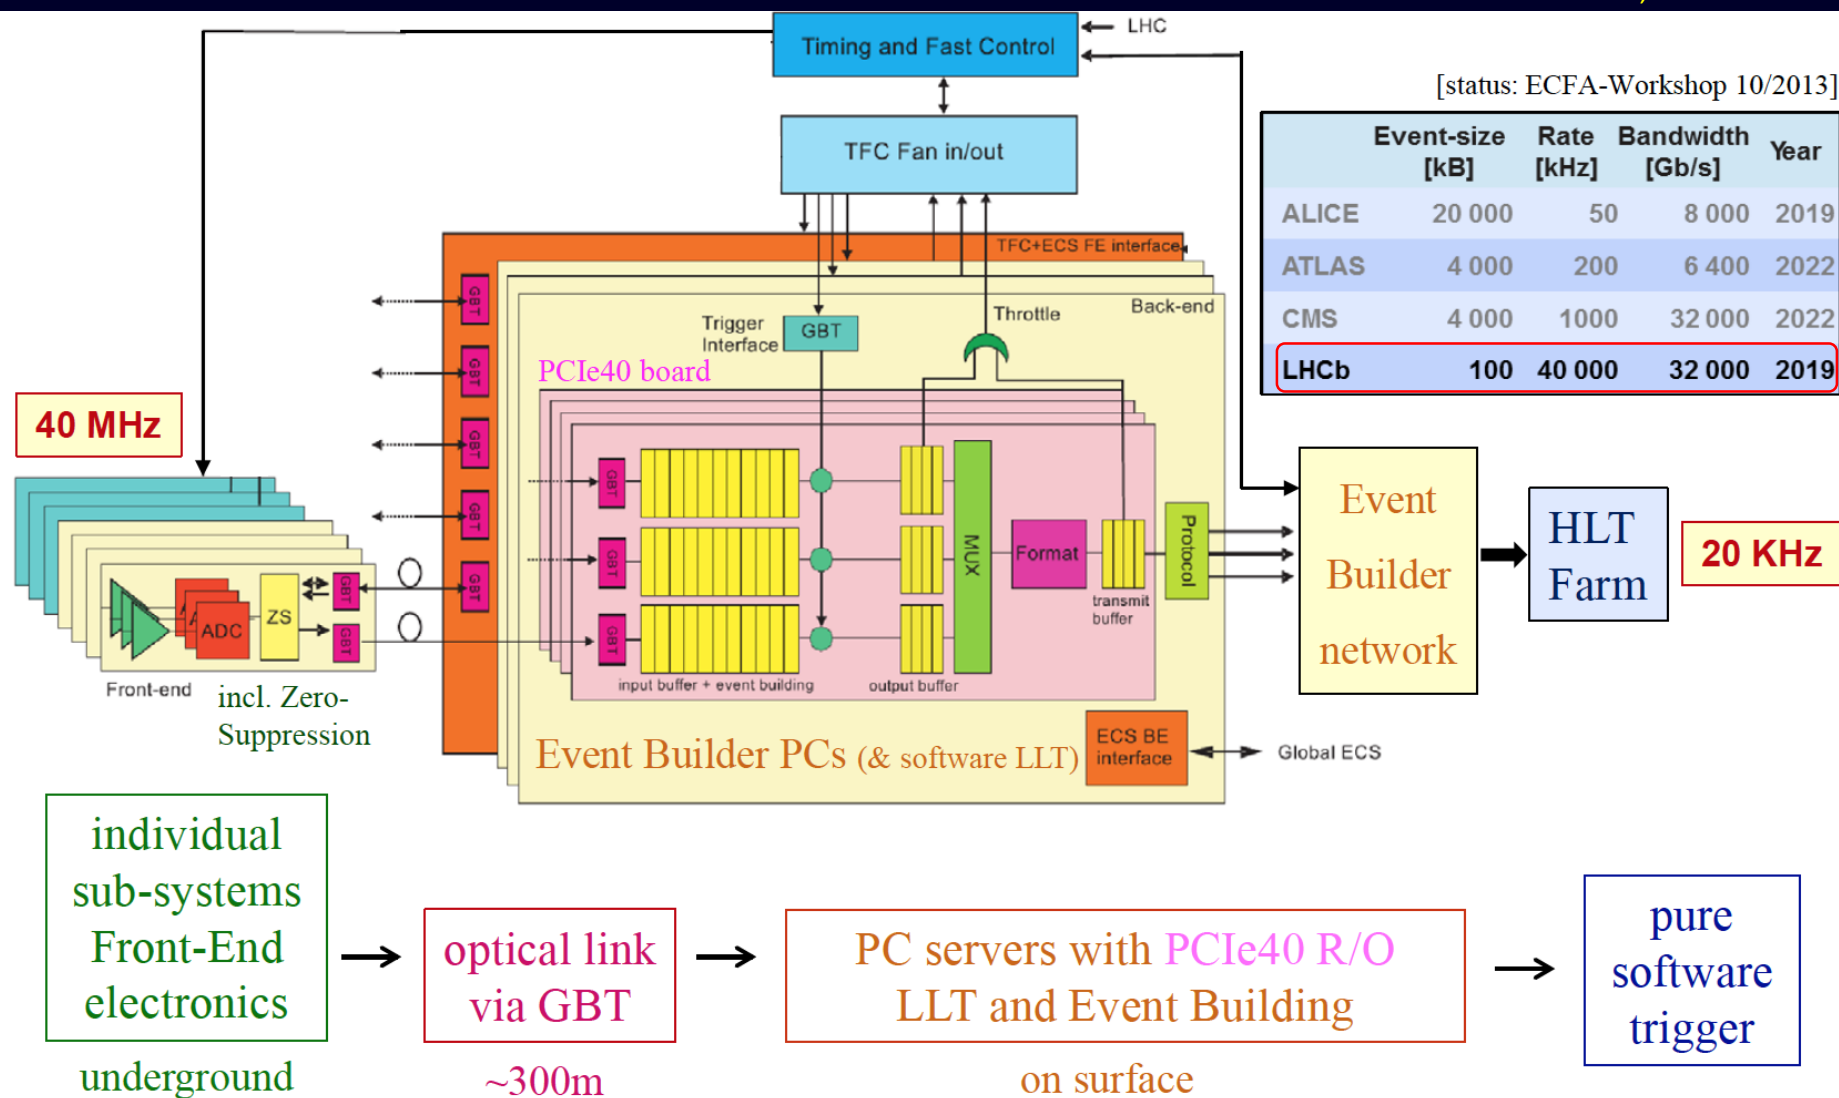 Timing and Fast Control
LHC
[status: ECFA-Workshop 10/2013]
TFC Fan in/out
Event-size Rate Bandwidth Year
[kB] [kHz] [Gb/s]
ALICE 20 000 50 8 000 2019
ATLAS 4 000 200 6 400 2022
CMS 4 000 1000 32 000 2022
LHCb 100 40 000 32 000 2019
TFC+ECS FE interface
Back-end
GBT
GBT
GBT
GBT
GBT
Trigger
Interface
GBT
Throttle
PCIe40 board
40 MHz
GBT
GBT
GBT
MUX
Format
transmit
buffer
Protocol
input buffer + event building
output buffer
Event
Builder
network
HLT
Farm
20 KHz
ADC
ZS
GBT
GBT
Front-end
incl. Zero-
Suppression
Event Builder PCs (& software LLT)
ECS BE
interface
Global ECS
individual
sub-systems
Front-End
electronics
underground
optical link
via GBT
~300m
PC servers with PCIe40 R/O
LLT and Event Building
on surface
pure
software
trigger